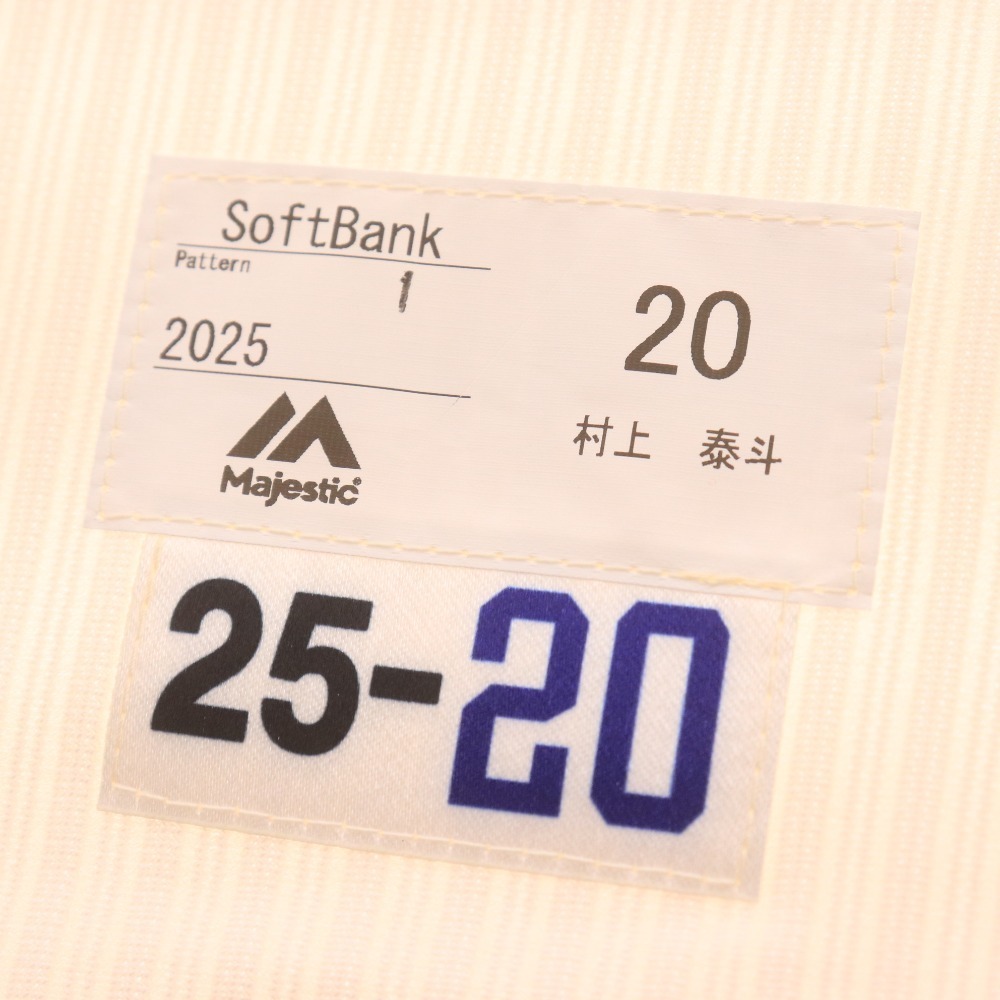 SoftBank
Pattern
1
2025
Majestic
20
村上 泰斗
25-20